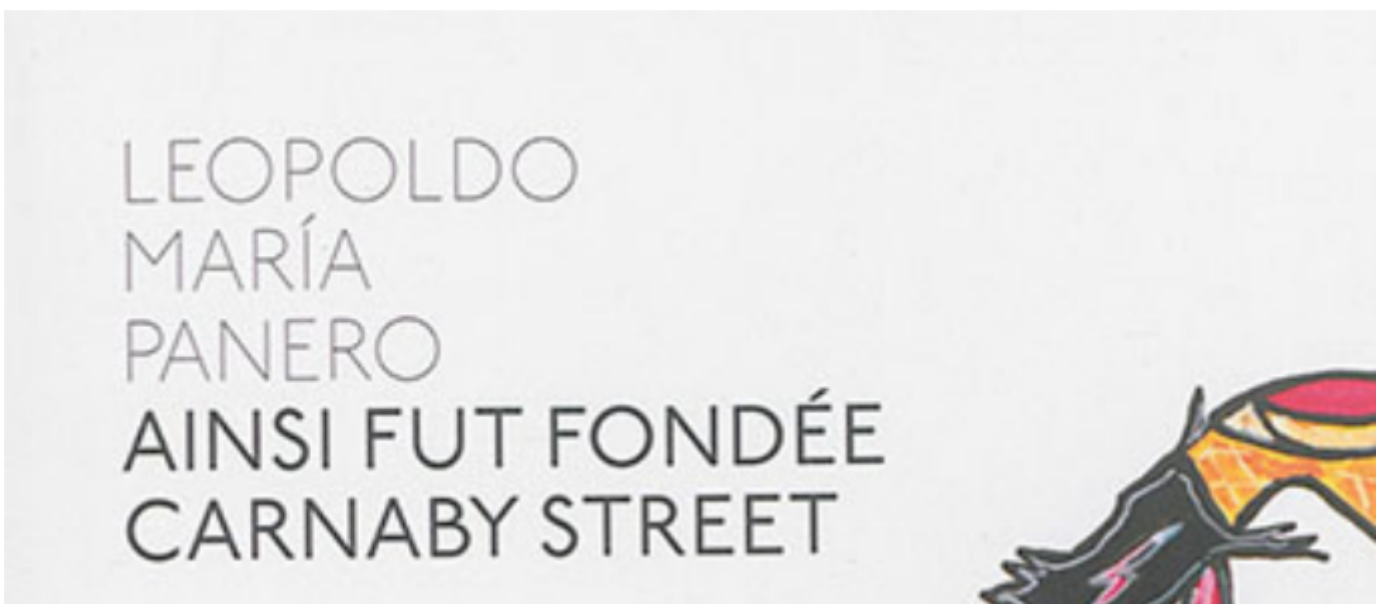 LEOPOLDO
MARÍA
PANERO
AINSI FUT FONDÉE
CARNABY STREET